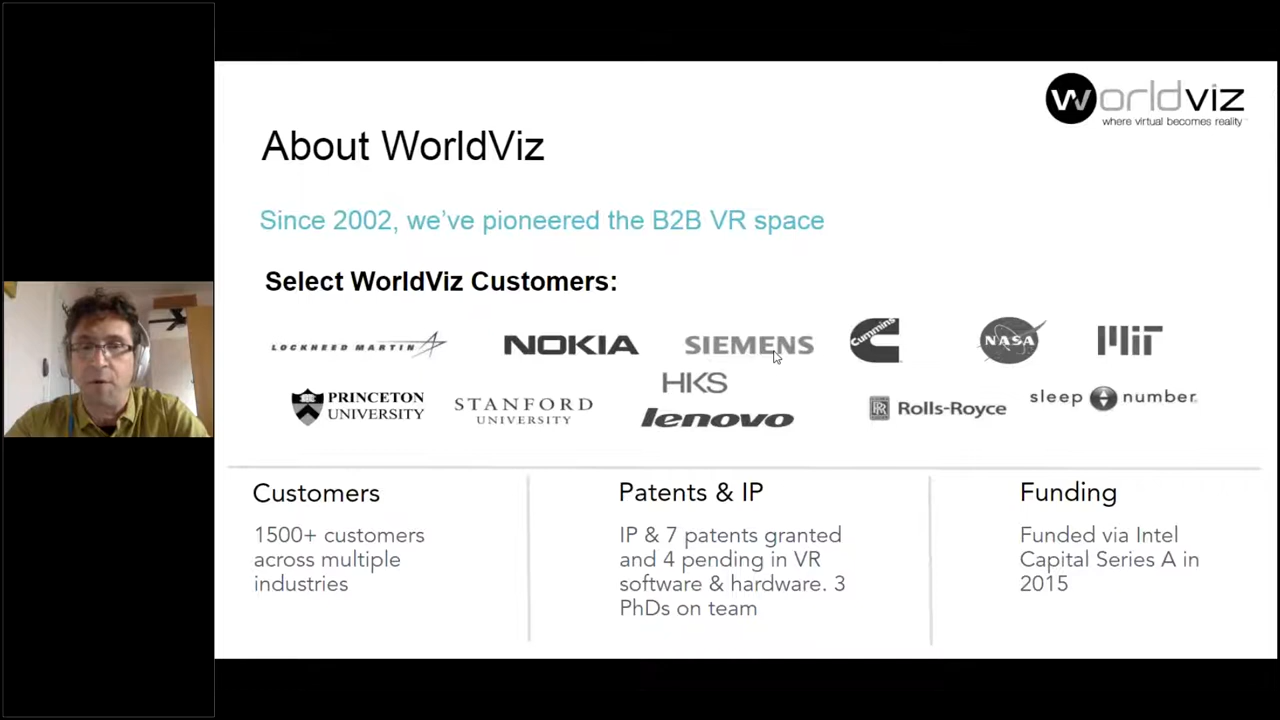 worldviz
where virtual becomes reality
About WorldViz
Since 2002, we've pioneered the B2B VR space
Select WorldViz Customers:
LOCKHEED MARTIN
NOKIA
SIEMENS
Cummins
NASA
MIT
HKS
PRINCETON
UNIVERSITY
STANFORD
UNIVERSITY
lenovo
RR
Rolls-Royce
sleep number
Customers
1500+ customers
across multiple
industries
Patents & IP
IP & 7 patents granted
and 4 pending in VR
software & hardware. 3
PhDs on team
Funding
Funded via Intel
Capital Series A in
2015